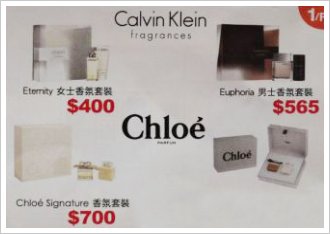 Calvin Klein
fragrances
1/F
Eternity 女士香氛套裝
$400
Euphoria 男士香氛套裝
$565
Chloé
PARFUM
Chloé Signature 香氛套裝
$700
Chloé